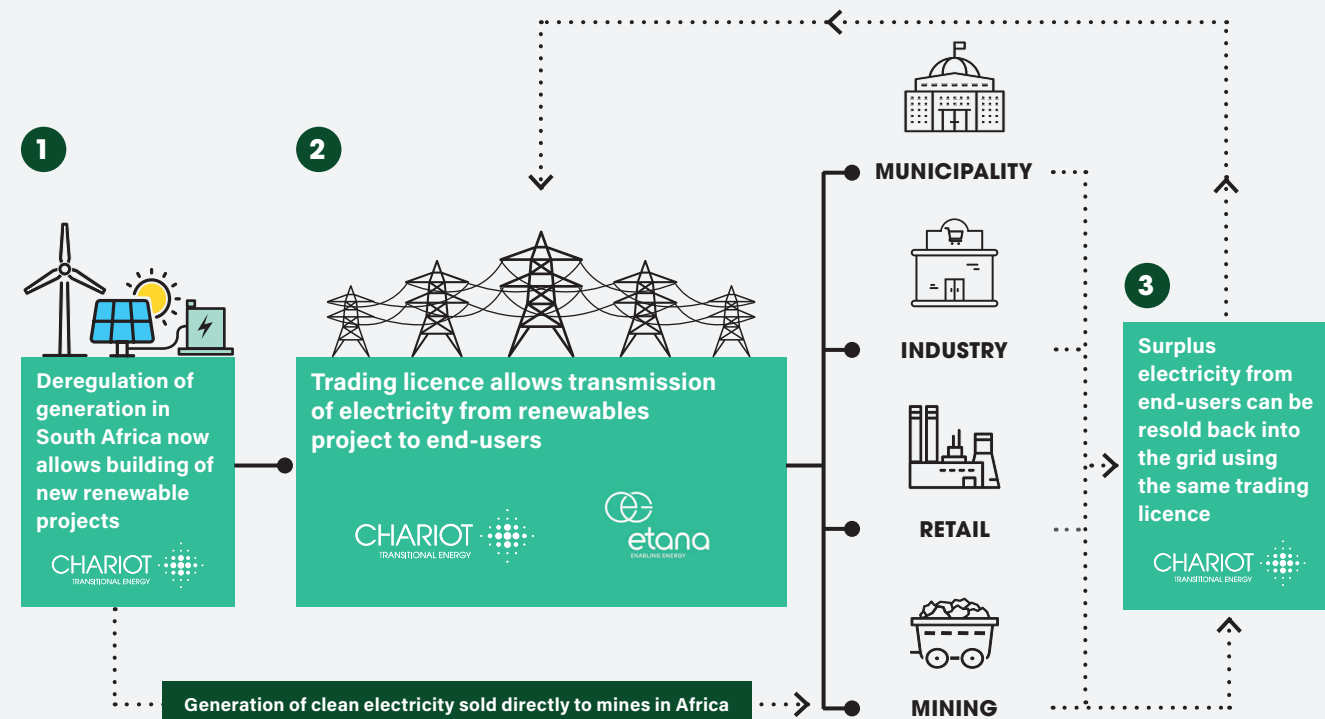 1
Deregulation of
generation in
South Africa now
allows building of
new renewable
projects
CHARIOT
TRANSITIONAL ENERGY
2
Trading licence allows transmission
of electricity from renewables
project to end-users
CHARIOT
TRANSITIONAL ENERGY
etana
ENABLING ENERGY
MUNICIPALITY
INDUSTRY
RETAIL
MINING
3
Surplus
electricity from
end-users can be
resold back into
the grid using
the same trading
licence
CHARIOT
TRANSITIONAL ENERGY
Generation of clean electricity sold directly to mines in Africa